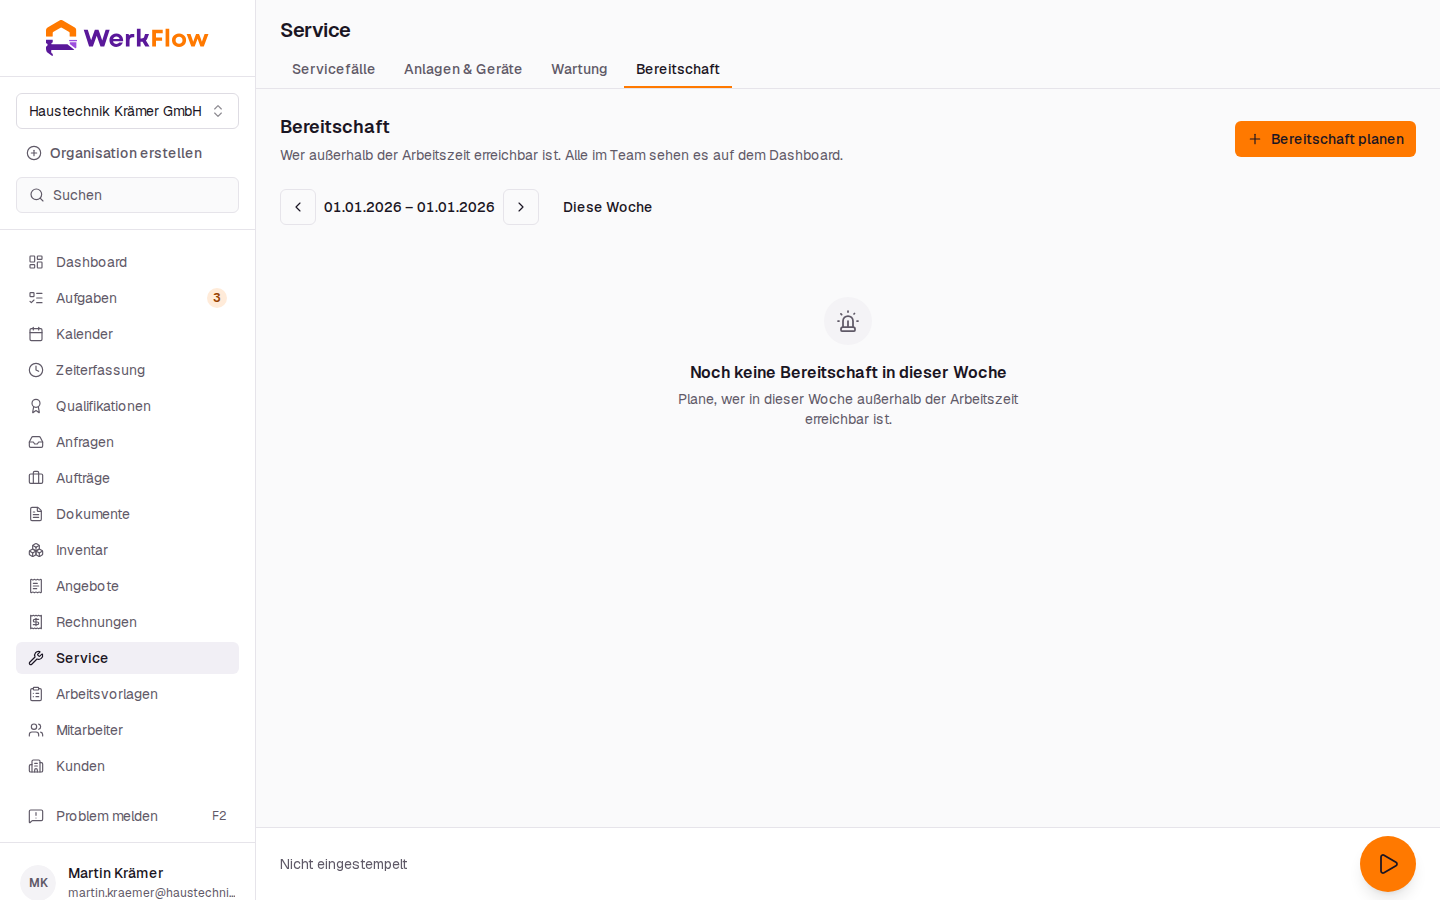 WerkFlow
Haustechnik Krämer GmbH
Organisation erstellen
Suchen
Dashboard
Aufgaben 3
Kalender
Zeiterfassung
Qualifikationen
Anfragen
Aufträge
Dokumente
Inventar
Angebote
Rechnungen
Service
Arbeitsvorlagen
Mitarbeiter
Kunden
Problem melden F2
MK
Martin Krämer
martin.kraemer@haustechni...
Service
Servicefälle Anlagen & Geräte Wartung Bereitschaft
Bereitschaft
Wer außerhalb der Arbeitszeit erreichbar ist. Alle im Team sehen es auf dem Dashboard.
Bereitschaft planen
01.01.2026 – 01.01.2026
Diese Woche
Noch keine Bereitschaft in dieser Woche
Plane, wer in dieser Woche außerhalb der Arbeitszeit
erreichbar ist.
Nicht eingestempelt